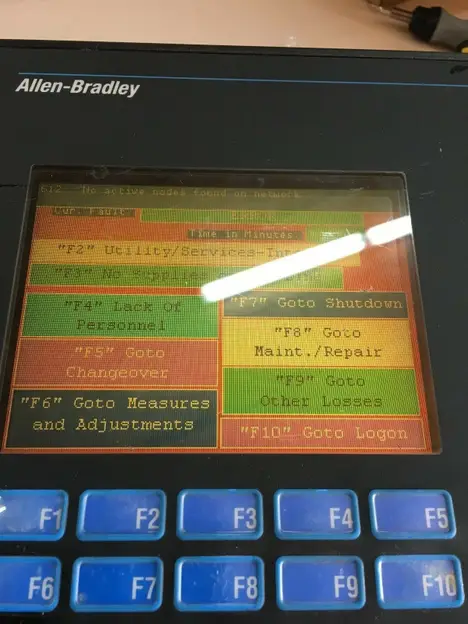 Allen-Bradley
612 No active nodes found on network
Cur. Fault
Time in Minutes
"F2" Utility/Services-
"F3" No
"F4" Lack Of
Personnel
"F5" Goto
Changeover
"F6" Goto Measures
and Adjustments
"F7" Goto Shutdown
"F8" Goto
Maint./Repair
"F9" Goto
Other Losses
"F10" Goto Logon
F1 F2 F3 F4 F5
F6 F7 F8 F9 F10